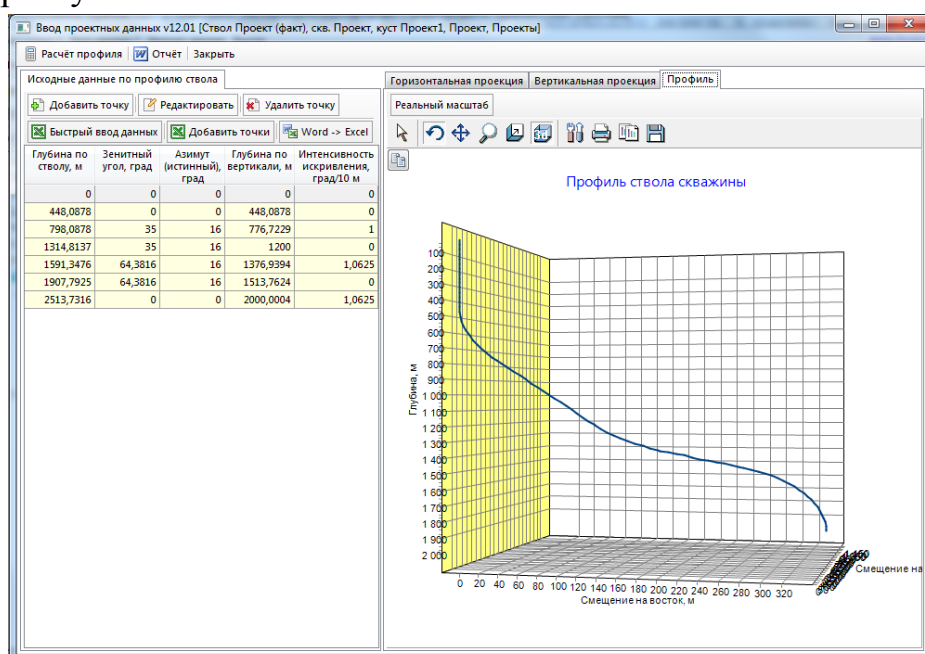 Ввод проектных данных v12.01 [Ствол Проект (факт), скв. Проект, куст Проект1, Проект, Проекты]
Расчёт профиля Отчёт Закрыть
Исходные данные по профилю ствола
Добавить точку Редактировать Удалить точку
Быстрый ввод данных Добавить точки Word -> Excel
Глубина по стволу, м Зенитный угол, град Азимут (истинный), град Глубина по вертикали, м Интенсивность искривления, град/10 м
0 0 0 0 0
448,0878 0 0 448,0878 0
798,0878 35 16 776,7229 1
1314,8137 35 16 1200 0
1591,3476 64,3816 16 1376,9394 1,0625
1907,7925 64,3816 16 1513,7624 0
2513,7316 0 0 2000,0004 1,0625
Горизонтальная проекция Вертикальная проекция Профиль
Реальный масштаб
Профиль ствола скважины
100
200
300
400
500
600
700
800
900
1 000
1 100
1 200
1 300
1 400
1 500
1 600
1 700
1 800
1 900
2 000
Глубина, м
0 20 40 60 80 100 120 140 160 180 200 220 240 260 280 300 320
Смещение на восток, м
Смещение на